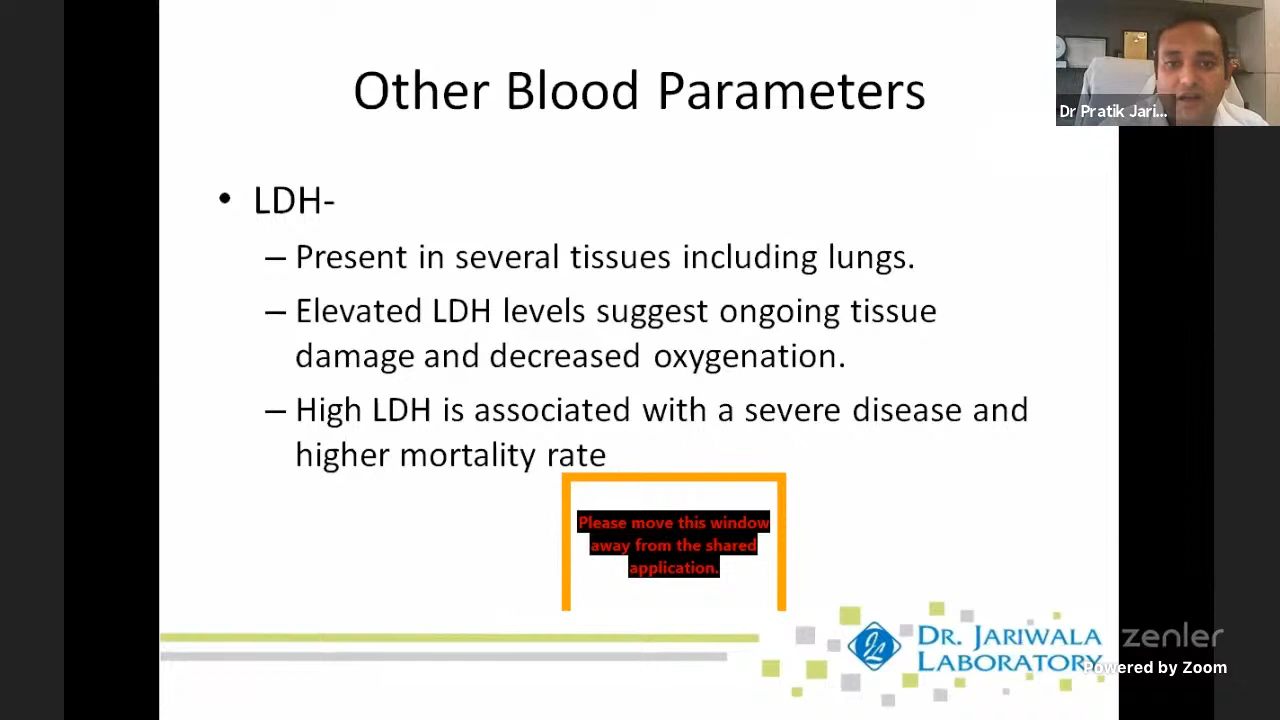 Other Blood Parameters
Dr Pratik Jari...
• LDH-
– Present in several tissues including lungs.
– Elevated LDH levels suggest ongoing tissue
damage and decreased oxygenation.
– High LDH is associated with a severe disease and
higher mortality rate
Please move this window
away from the shared
application.
DR. JARIWALA
LABORATORY
zenler
Powered by Zoom